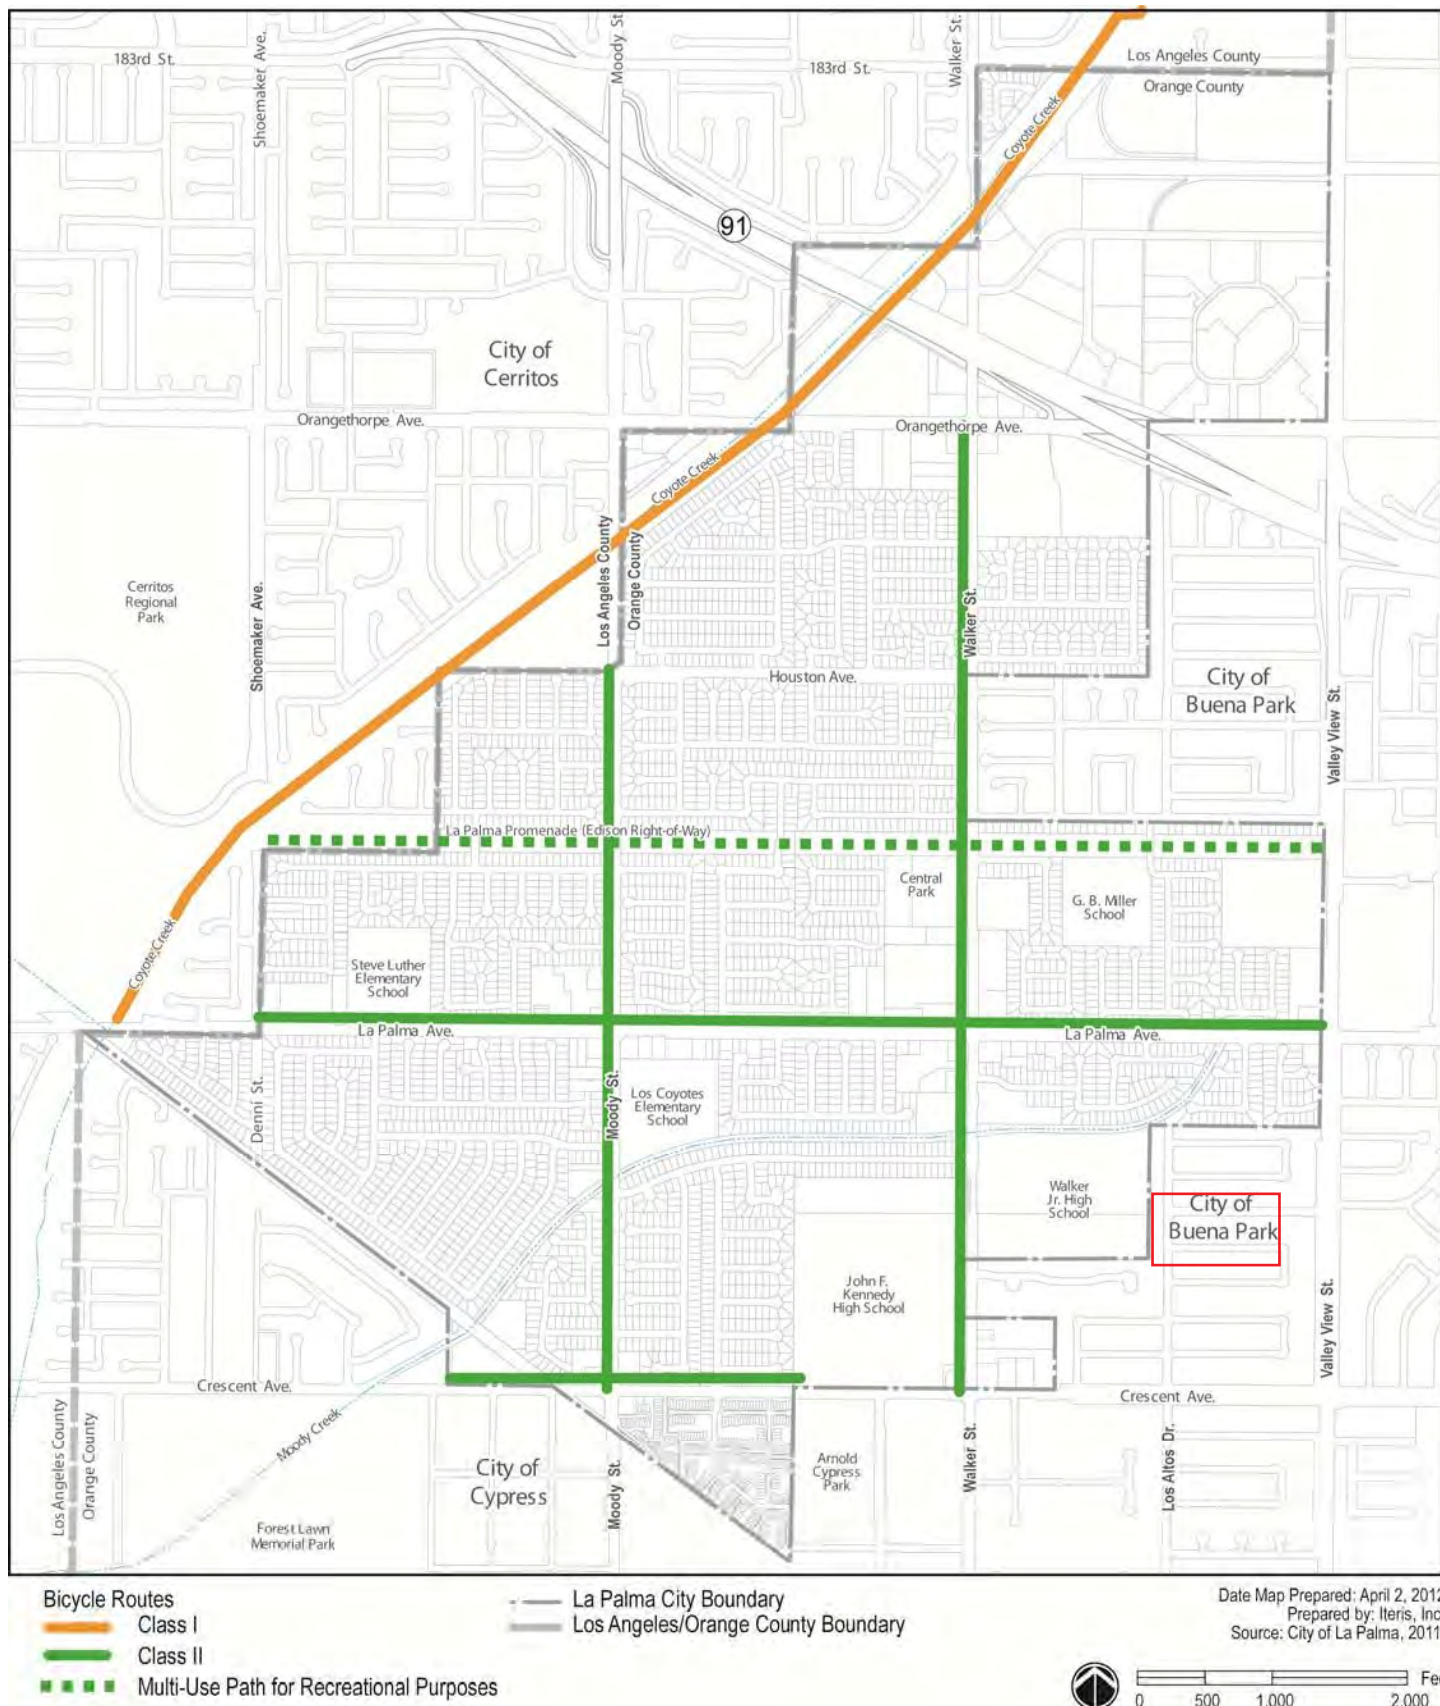 183rd St.
Shoemaker Ave.
Moody St.
183rd St.
Walker St.
Los Angeles County
Orange County
Coyote Creek
91
City of
Cerritos
Orangethorpe Ave.
Orangethorpe Ave.
Coyote Creek
Los Angeles County
Orange County
Cerritos
Regional
Park
Shoemaker Ave.
Walker St.
Houston Ave.
City of
Buena Park
Valley View St.
La Palma Promenade (Edison Right-of-Way)
Central
Park
G. B. Miller
School
Coyote Creek
Steve Luther
Elementary
School
La Palma Ave.
La Palma Ave.
Denni St.
Moody St.
Los Coyotes
Elementary
School
Walker
Jr. High
School
City of
Buena Park
John F.
Kennedy
High School
Valley View St.
Crescent Ave.
Crescent Ave.
Los Angeles County
Orange County
Moody Creek
City of
Cypress
Moody St.
Arnold
Cypress
Park
Walker St.
Los Altos Dr.
Forest Lawn
Memorial Park
Bicycle Routes
Class I
Class II
Multi-Use Path for Recreational Purposes
La Palma City Boundary
Los Angeles/Orange County Boundary
Date Map Prepared: April 2, 2012
Prepared by: Iteris, Inc
Source: City of La Palma, 2011
0 500 1,000 2,000 Fe